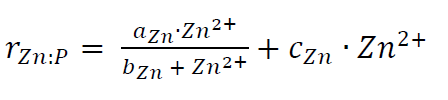 r_{Zn:P} = \frac{a_{Zn} \cdot Zn^{2+}}{b_{Zn} + Zn^{2+}} + c_{Zn} \cdot Zn^{2+}